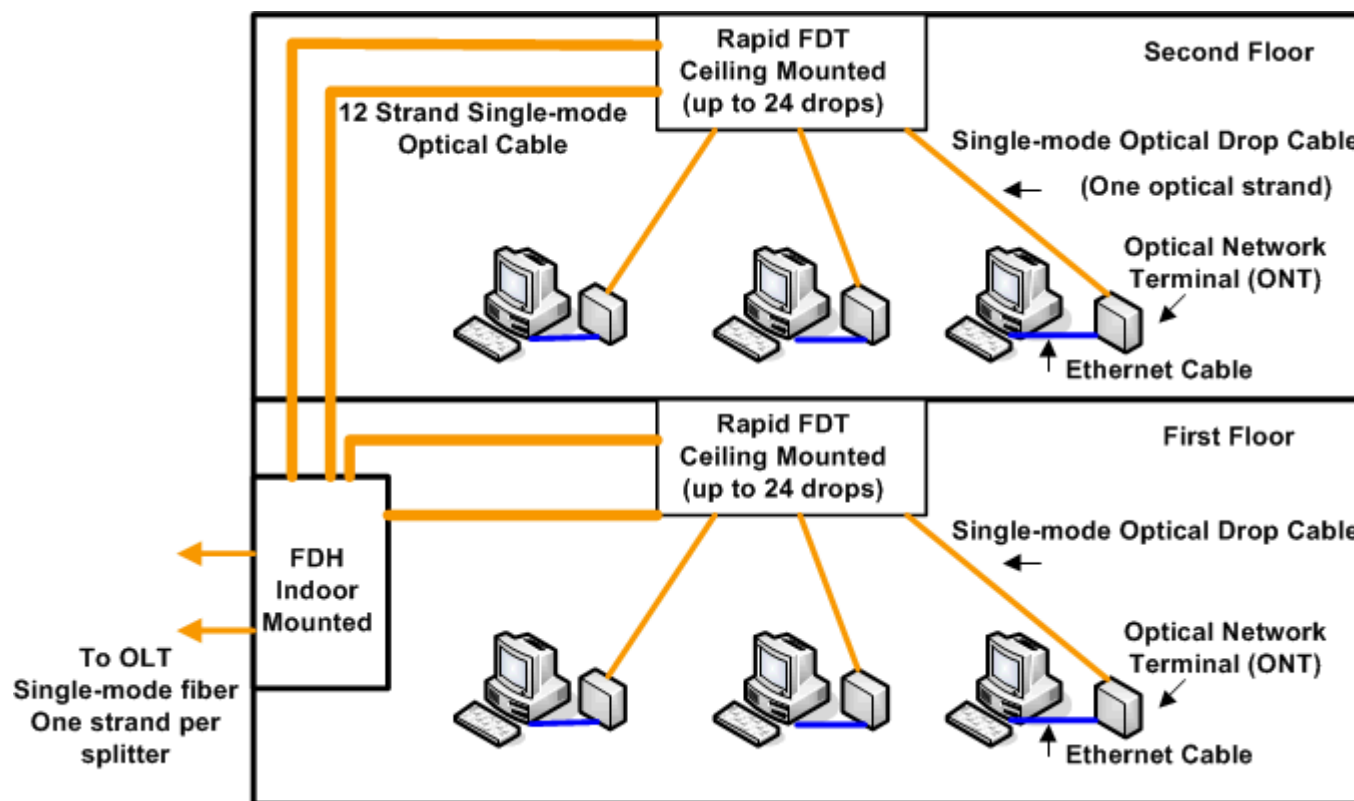 Rapid FDT
Ceiling Mounted
(up to 24 drops)
Second Floor
12 Strand Single-mode
Optical Cable
Single-mode Optical Drop Cable
(One optical strand)
Optical Network
Terminal (ONT)
Ethernet Cable
Rapid FDT
Ceiling Mounted
(up to 24 drops)
First Floor
Single-mode Optical Drop Cable
FDH
Indoor
Mounted
To OLT
Single-mode fiber
One strand per
splitter
Optical Network
Terminal (ONT)
Ethernet Cable